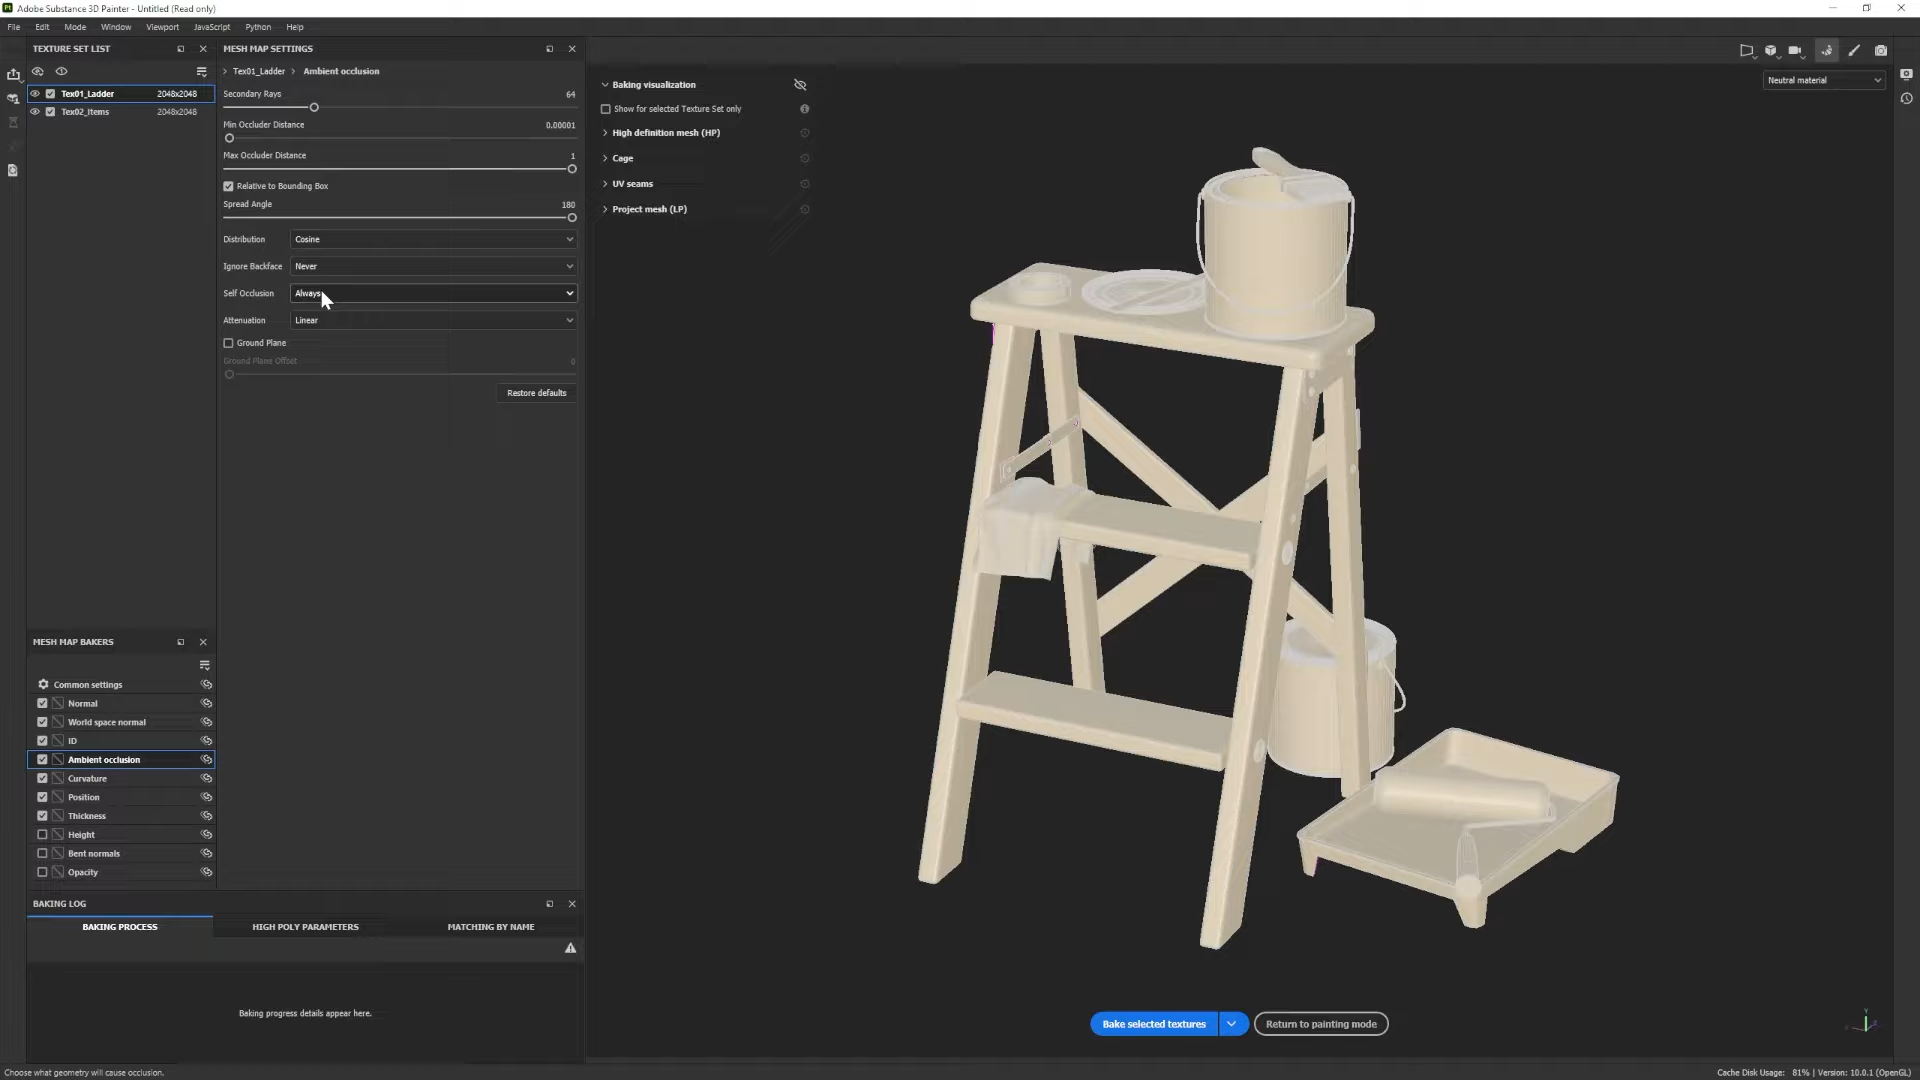 Adobe Substance 3D Painter - Untitled (Read only)
File Edit Mode Window Viewport JavaScript Python Help
TEXTURE SET LIST
Tex01_Ladder 2048x2048
Tex02_Items 2048x2048
MESH MAP SETTINGS
Tex01_Ladder > Ambient occlusion
Secondary Rays 64
Min Occluder Distance 0.00001
Max Occluder Distance 1
Relative to Bounding Box
Spread Angle 180
Distribution Cosine
Ignore Backface Never
Self Occlusion Always
Attenuation Linear
Ground Plane
Ground Plane Offset 0
Restore defaults
Baking visualization
Show for selected Texture Set only
High definition mesh (HP)
Cage
UV seams
Project mesh (LP)
Neutral material
MESH MAP BAKERS
Common settings
Normal
World space normal
ID
Ambient occlusion
Curvature
Position
Thickness
Height
Bent normals
Opacity
BAKING LOG
BAKING PROCESS HIGH POLY PARAMETERS MATCHING BY NAME
Baking progress details appear here.
Bake selected textures
Return to painting mode
Choose what geometry will cause occlusion.
Cache Disk Usage: 81% | Version: 10.0.1 (OpenGL)